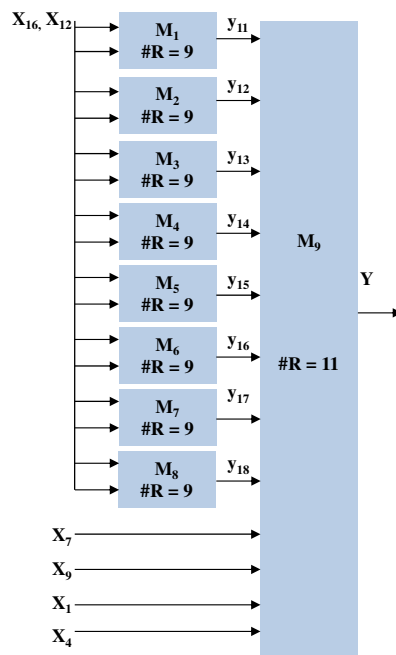 X16, X12
M1
#R = 9
y11
M2
#R = 9
y12
M3
#R = 9
y13
M4
#R = 9
y14
M5
#R = 9
y15
M6
#R = 9
y16
M7
#R = 9
y17
M8
#R = 9
y18
M9
#R = 11
Y
X7
X9
X1
X4